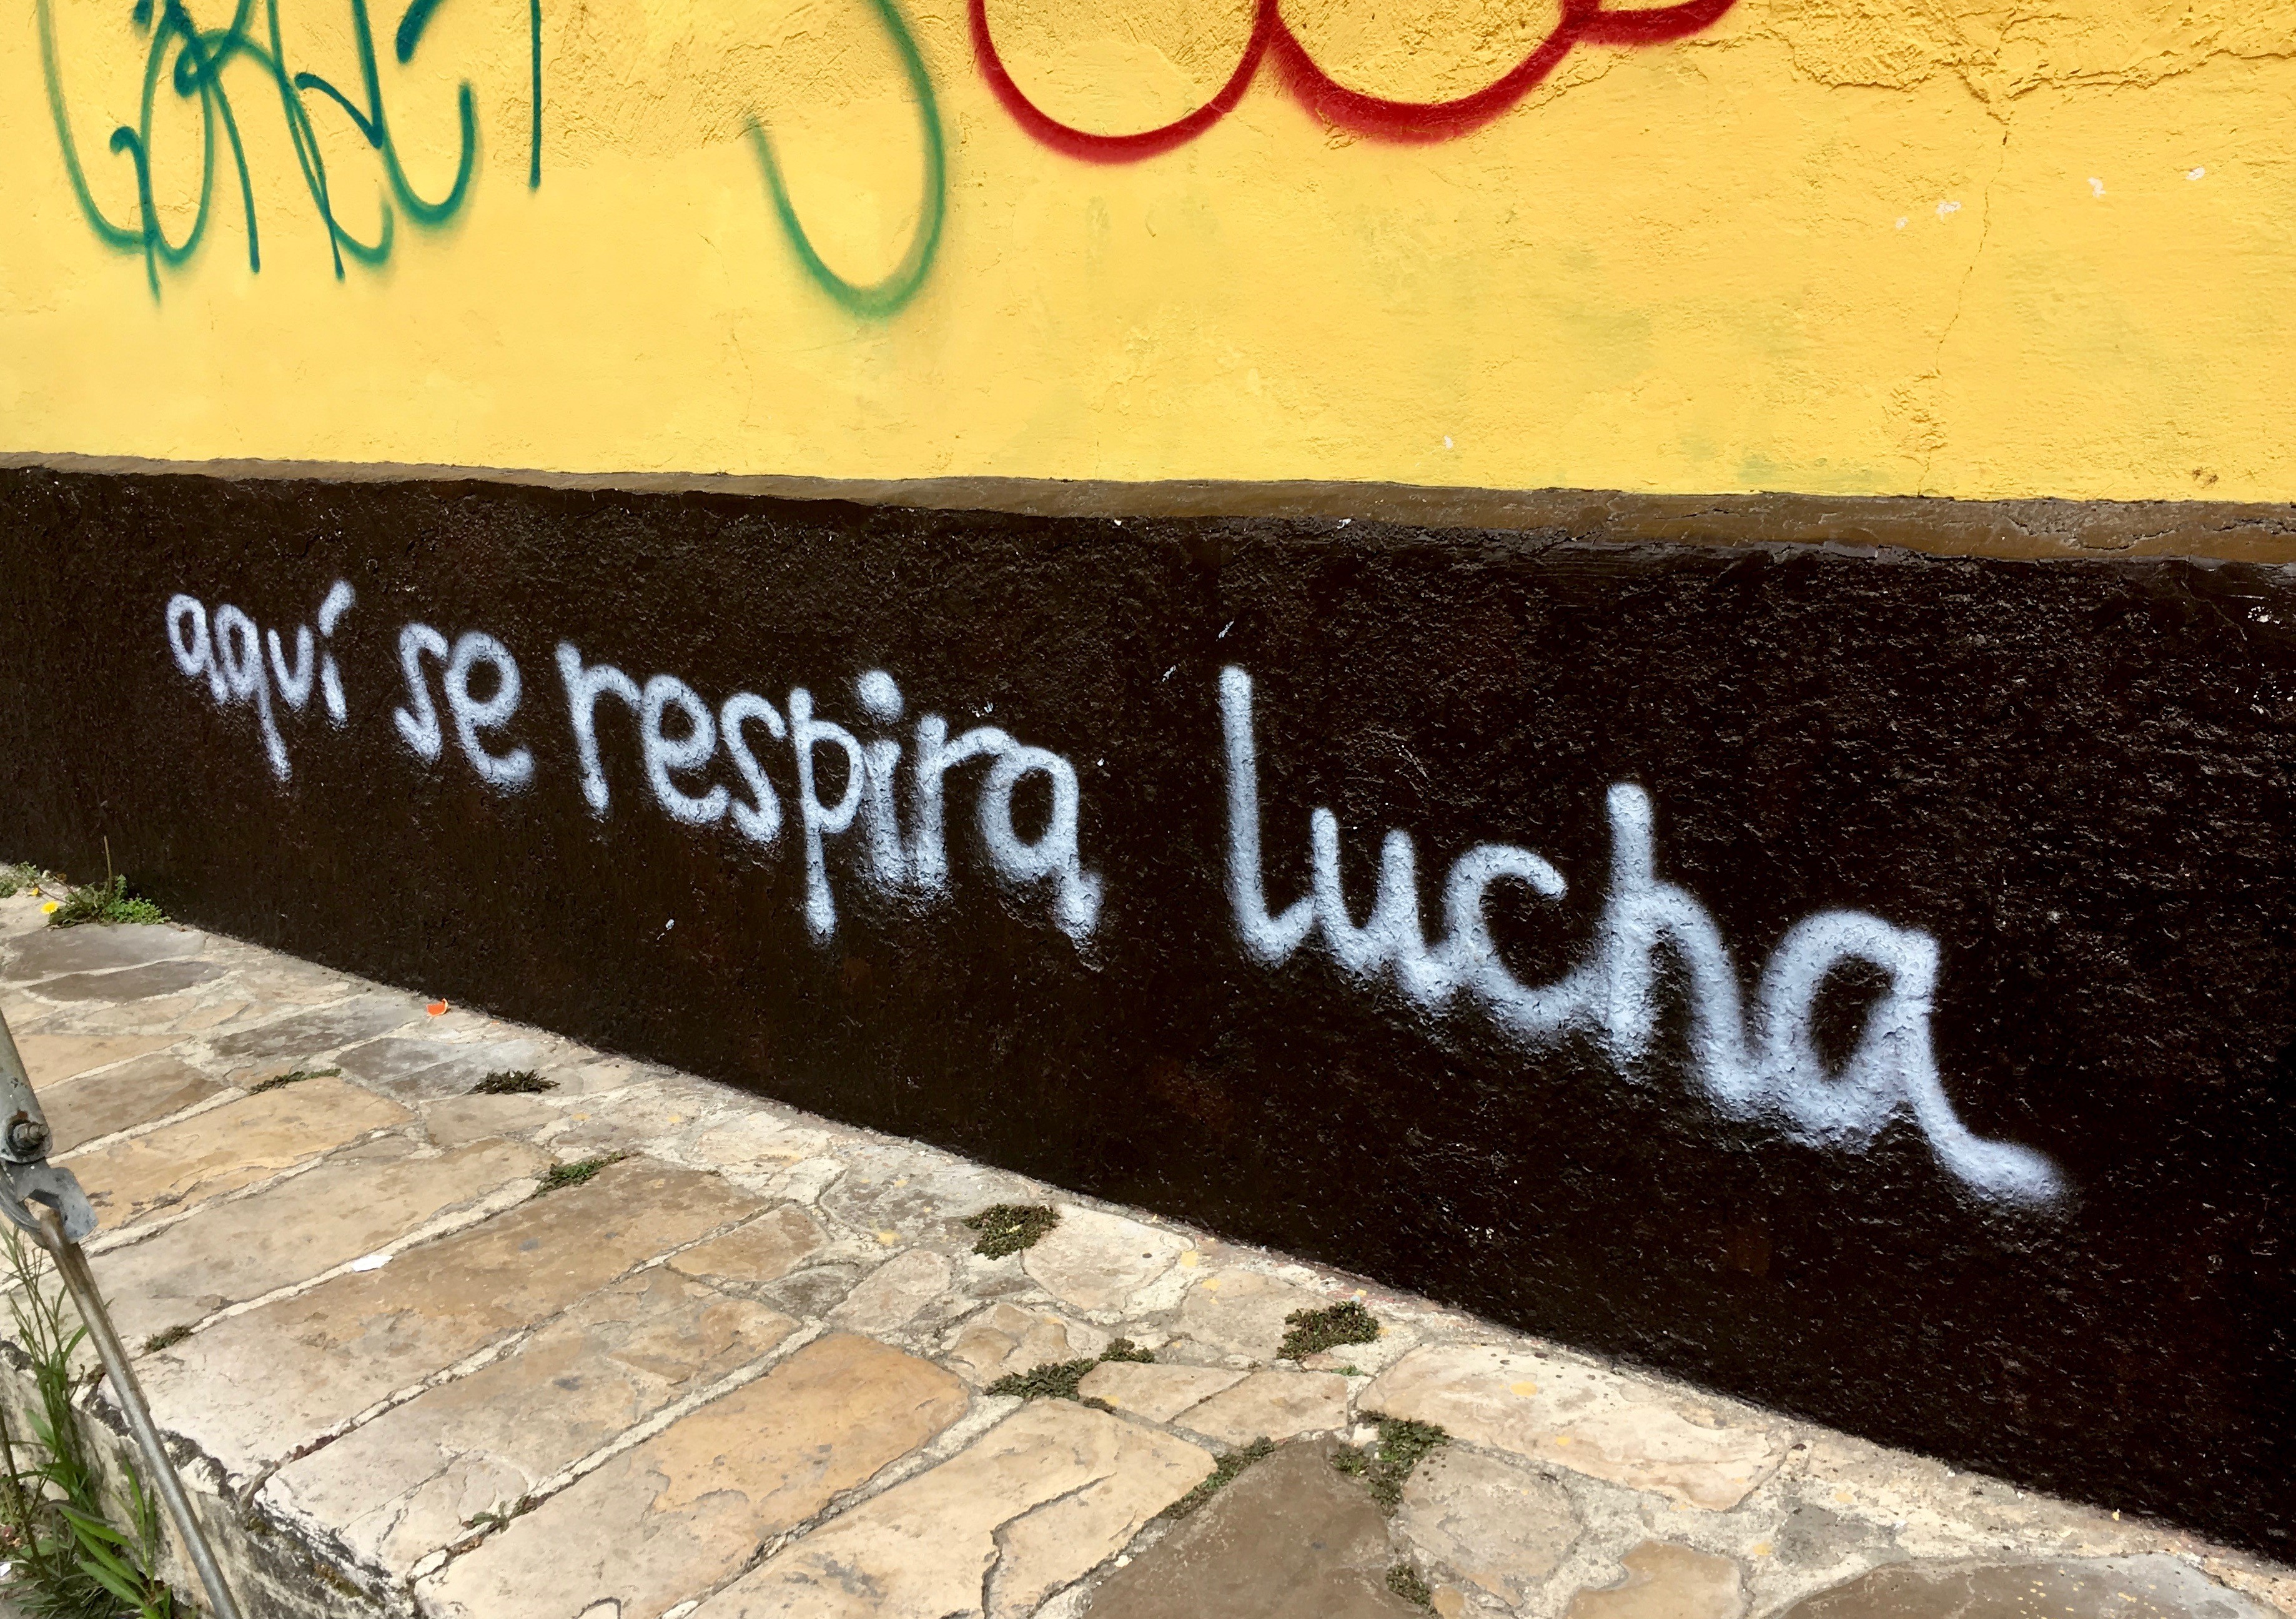 aquí se respira lucha